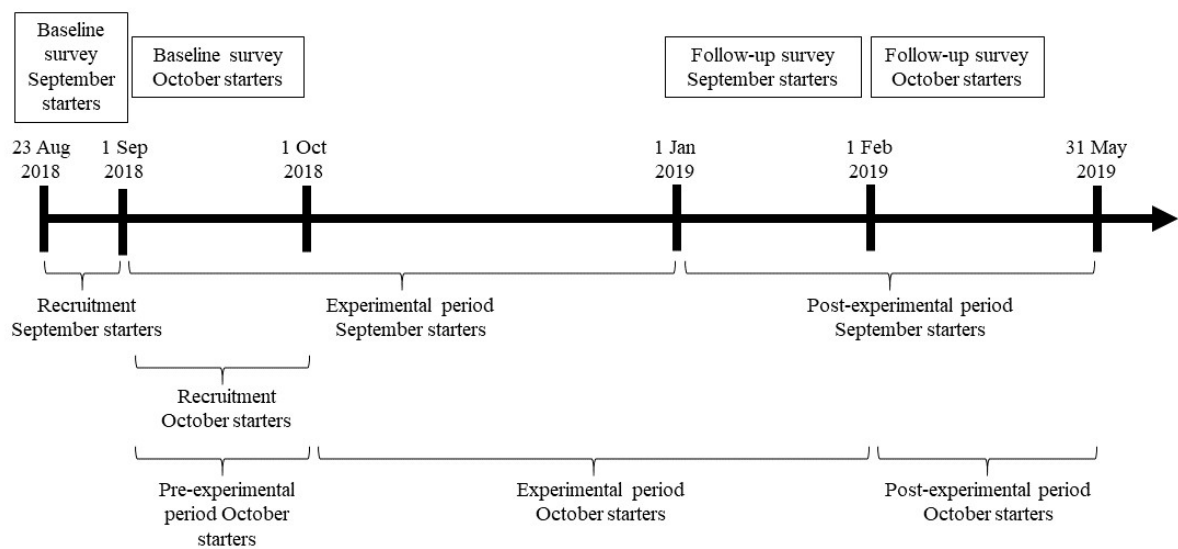 Baseline
survey
September
starters
Baseline survey
October starters
Follow-up survey
September starters
Follow-up survey
October starters
23 Aug
2018
1 Sep
2018
1 Oct
2018
1 Jan
2019
1 Feb
2019
31 May
2019
Recruitment
September starters
Experimental period
September starters
Post-experimental period
September starters
Recruitment
October starters
Pre-experimental
period October
starters
Experimental period
October starters
Post-experimental period
October starters